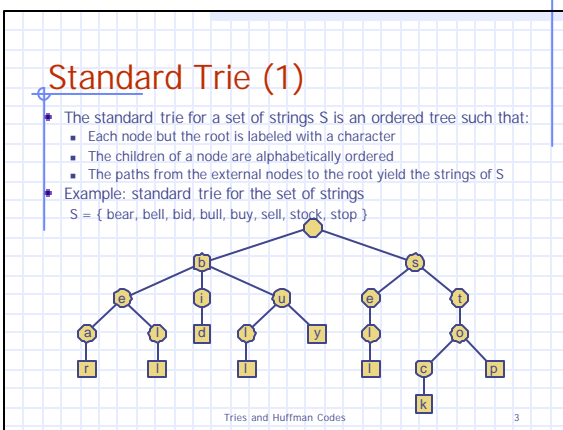 Standard Trie (1)
The standard trie for a set of strings S is an ordered tree such that:
Each node but the root is labeled with a character
The children of a node are alphabetically ordered
The paths from the external nodes to the root yield the strings of S
Example: standard trie for the set of strings
S = { bear, bell, bid, bull, buy, sell, stock, stop }
b s
e i u e t
a l d l y l o
r l l l c p
k
Tries and Huffman Codes 3